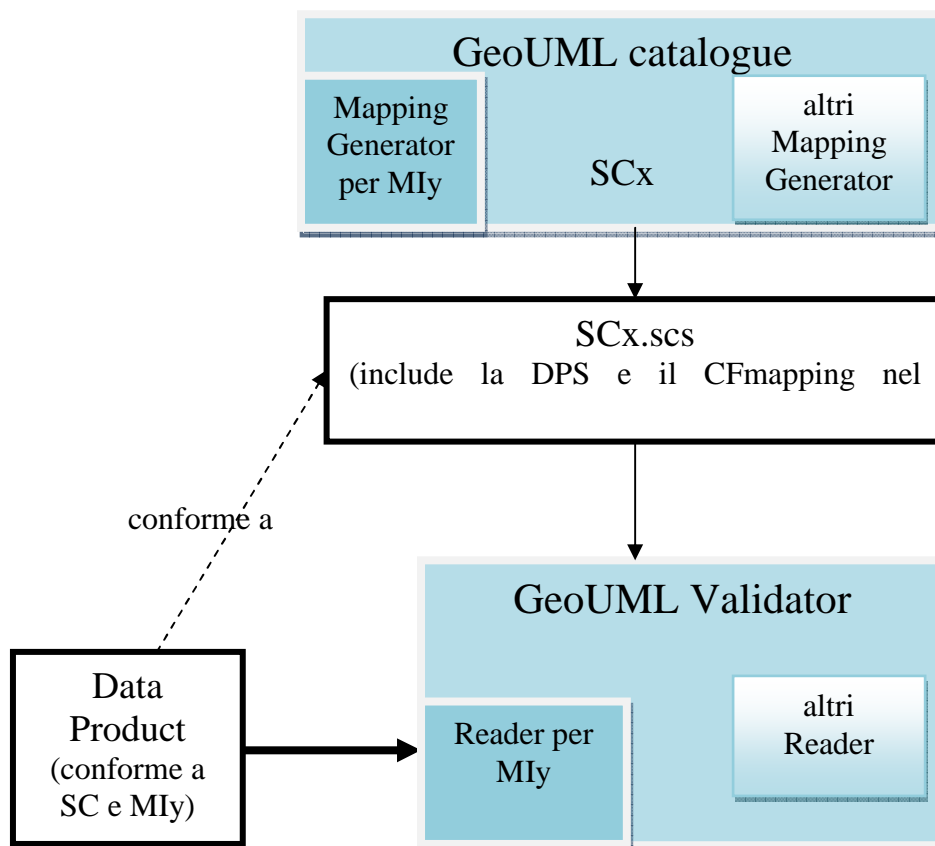 GeoUML catalogue
Mapping
Generator
per MIy
SCx
altri
Mapping
Generator
SCx.scs
(include la DPS e il CFmapping nel
conforme a
GeoUML Validator
Data
Product
(conforme a
SC e MIy)
Reader per
MIy
altri
Reader